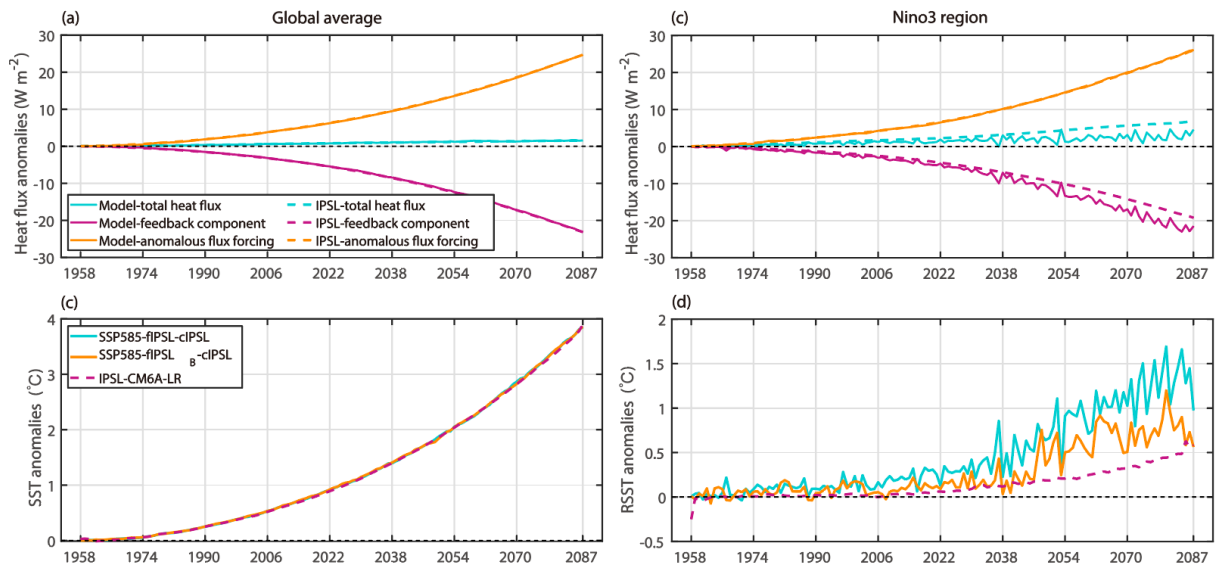 (a) Global average
Heat flux anomalies (W m-2)
30
20
10
0
-10
-20
-30
Model-total heat flux
Model-feedback component
Model-anomalous flux forcing
IPSL-total heat flux
IPSL-feedback component
IPSL-anomalous flux forcing
1958 1974 1990 2006 2022 2038 2054 2070 2087
(c) Nino3 region
Heat flux anomalies (W m-2)
30
20
10
0
-10
-20
-30
1958 1974 1990 2006 2022 2038 2054 2070 2087
(c)
SST anomalies (°C)
4
3
2
1
0
SSP585-fIPSL-cIPSL
SSP585-fIPSL B-cIPSL
IPSL-CM6A-LR
1958 1974 1990 2006 2022 2038 2054 2070 2087
(d)
RSST anomalies (°C)
2
1.5
1
0.5
0
-0.5
1958 1974 1990 2006 2022 2038 2054 2070 2087